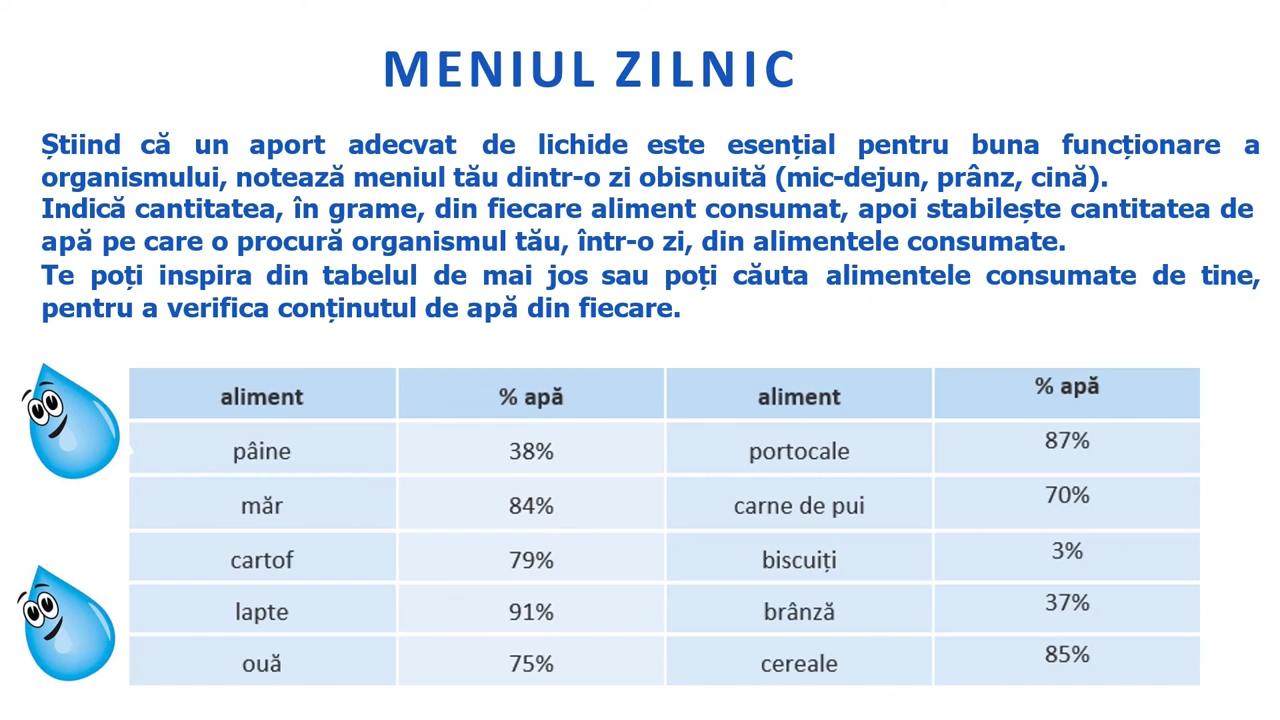 MENIUL ZILNIC
Știind că un aport adecvat de lichide este esențial pentru buna funcționare a
organismului, notează meniul tău dintr-o zi obisnuită (mic-dejun, prânz, cină).
Indică cantitatea, în grame, din fiecare aliment consumat, apoi stabilește cantitatea de
apă pe care o procură organismul tău, într-o zi, din alimentele consumate.
Te poți inspira din tabelul de mai jos sau poți căuta alimentele consumate de tine,
pentru a verifica conținutul de apă din fiecare.
aliment % apă aliment % apă
pâine 38% portocale 87%
măr 84% carne de pui 70%
cartof 79% biscuiți 3%
lapte 91% brânză 37%
ouă 75% cereale 85%